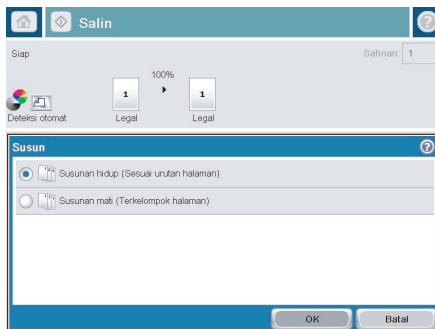 Salin
Siap
Salinan: 1
100%
1
1
Deteksi otomat
Legal
Legal
Susun
Susunan hidup (Sesuai urutan halaman)
Susunan mati (Terkelompok halaman)
OK
Batal